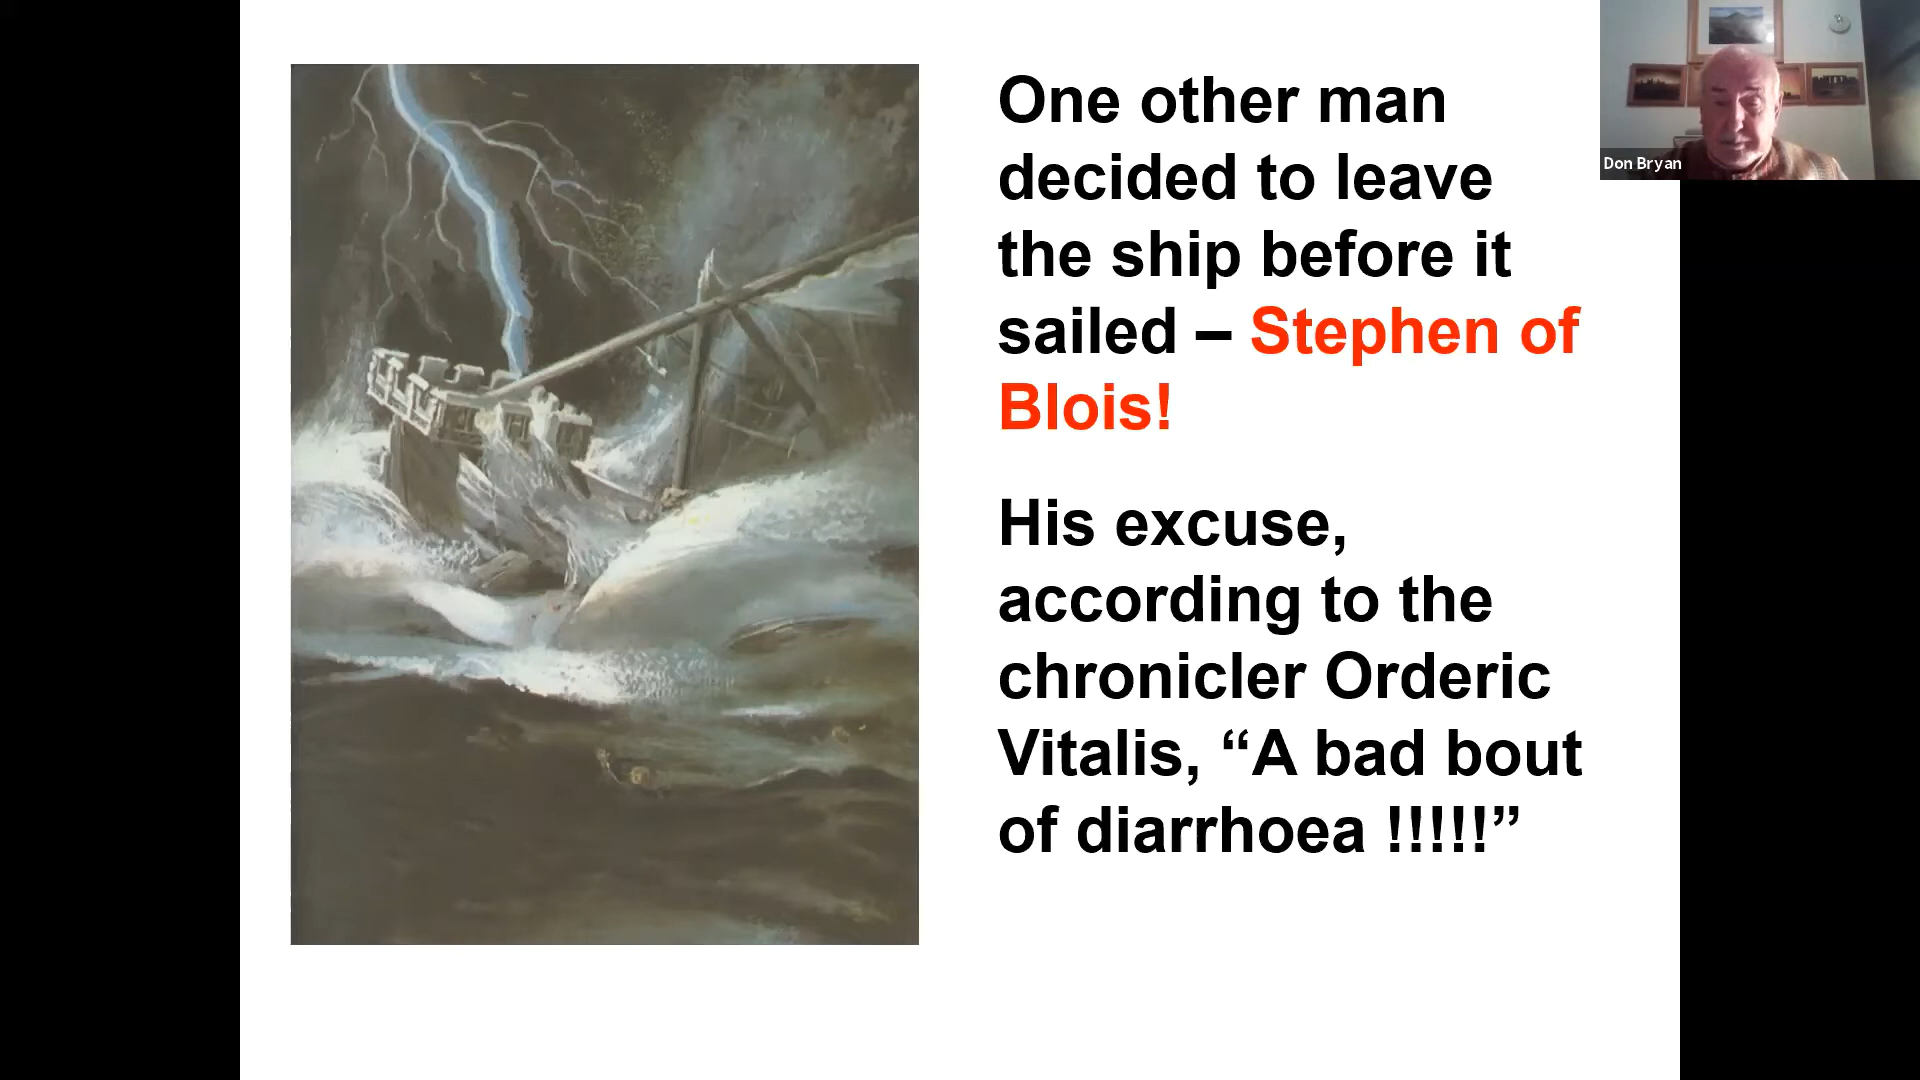 One other man
decided to leave
the ship before it
sailed – Stephen of
Blois!
His excuse,
according to the
chronicler Orderic
Vitalis, “A bad bout
of diarrhoea !!!!!”
Don Bryan